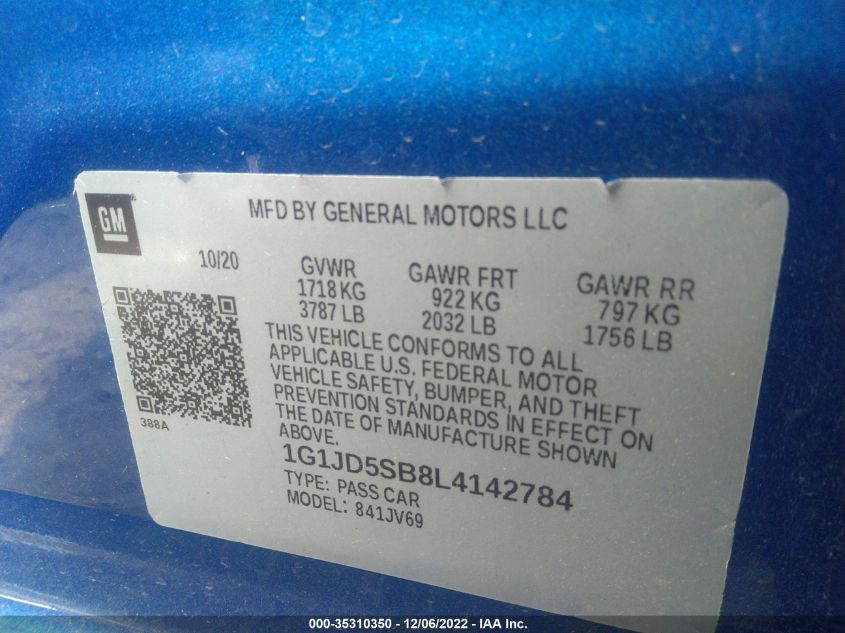 GM
®
MFD BY GENERAL MOTORS LLC
10/20
GVWR
1718 KG
3787 LB
GAWR FRT
922 KG
2032 LB
GAWR RR
797 KG
1756 LB
THIS VEHICLE CONFORMS TO ALL
APPLICABLE U.S. FEDERAL MOTOR
VEHICLE SAFETY, BUMPER, AND THEFT
PREVENTION STANDARDS IN EFFECT ON
THE DATE OF MANUFACTURE SHOWN
ABOVE.
388A
1G1JD5SB8L4142784
TYPE: PASS CAR
MODEL: 841JV69
000-35310350 - 12/06/2022 - IAA Inc.